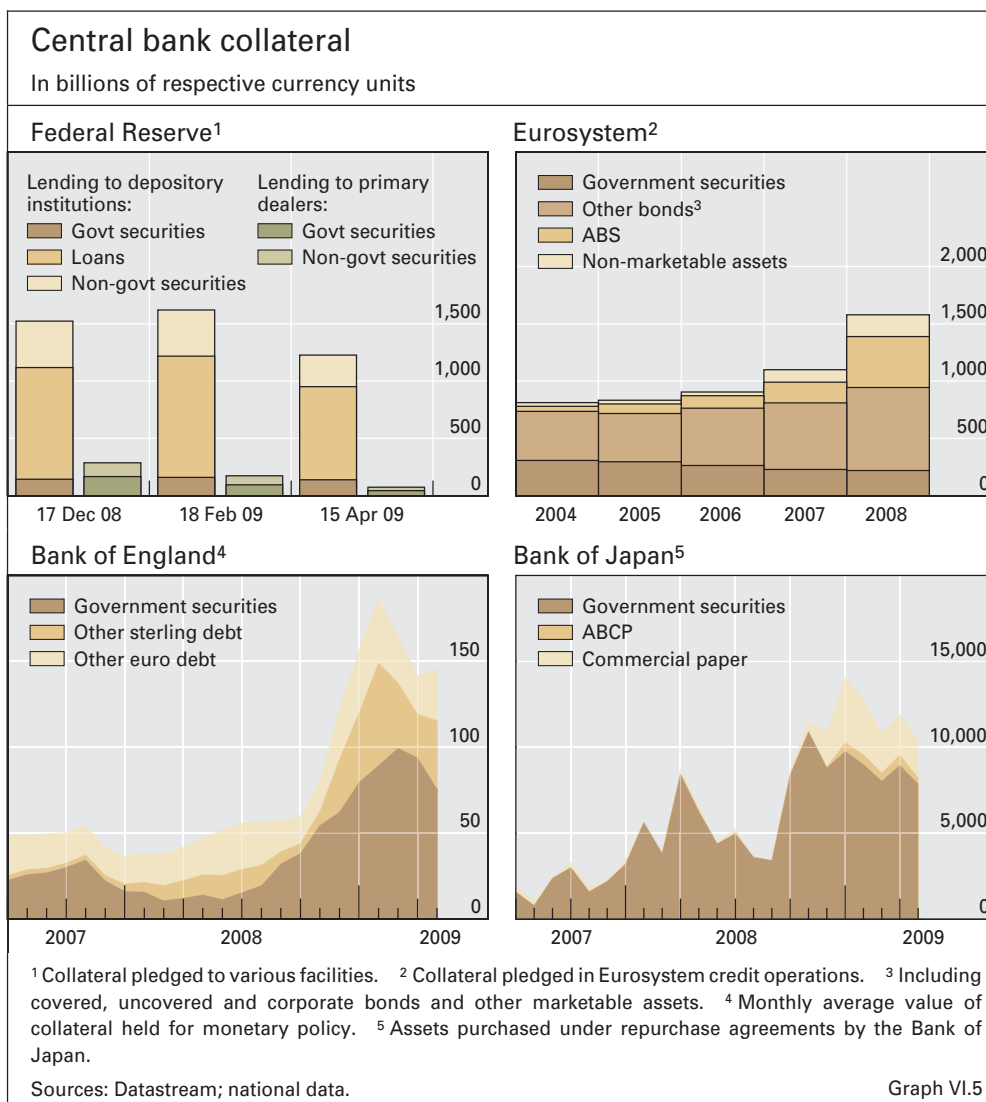 Central bank collateral
In billions of respective currency units
Federal Reserve¹
Lending to depository
institutions:
Govt securities
Loans
Non-govt securities
Lending to primary
dealers:
Govt securities
Non-govt securities
1,500
1,000
500
0
17 Dec 08
18 Feb 09
15 Apr 09
Eurosystem²
Government securities
Other bonds³
ABS
Non-marketable assets
2,000
1,500
1,000
500
0
2004
2005
2006
2007
2008
Bank of England⁴
Government securities
Other sterling debt
Other euro debt
150
100
50
0
2007
2008
2009
Bank of Japan⁵
Government securities
ABCP
Commercial paper
15,000
10,000
5,000
0
2007
2008
2009
¹ Collateral pledged to various facilities. ² Collateral pledged in Eurosystem credit operations. ³ Including
covered, uncovered and corporate bonds and other marketable assets. ⁴ Monthly average value of
collateral held for monetary policy. ⁵ Assets purchased under repurchase agreements by the Bank of
Japan.
Sources: Datastream; national data.
Graph VI.5